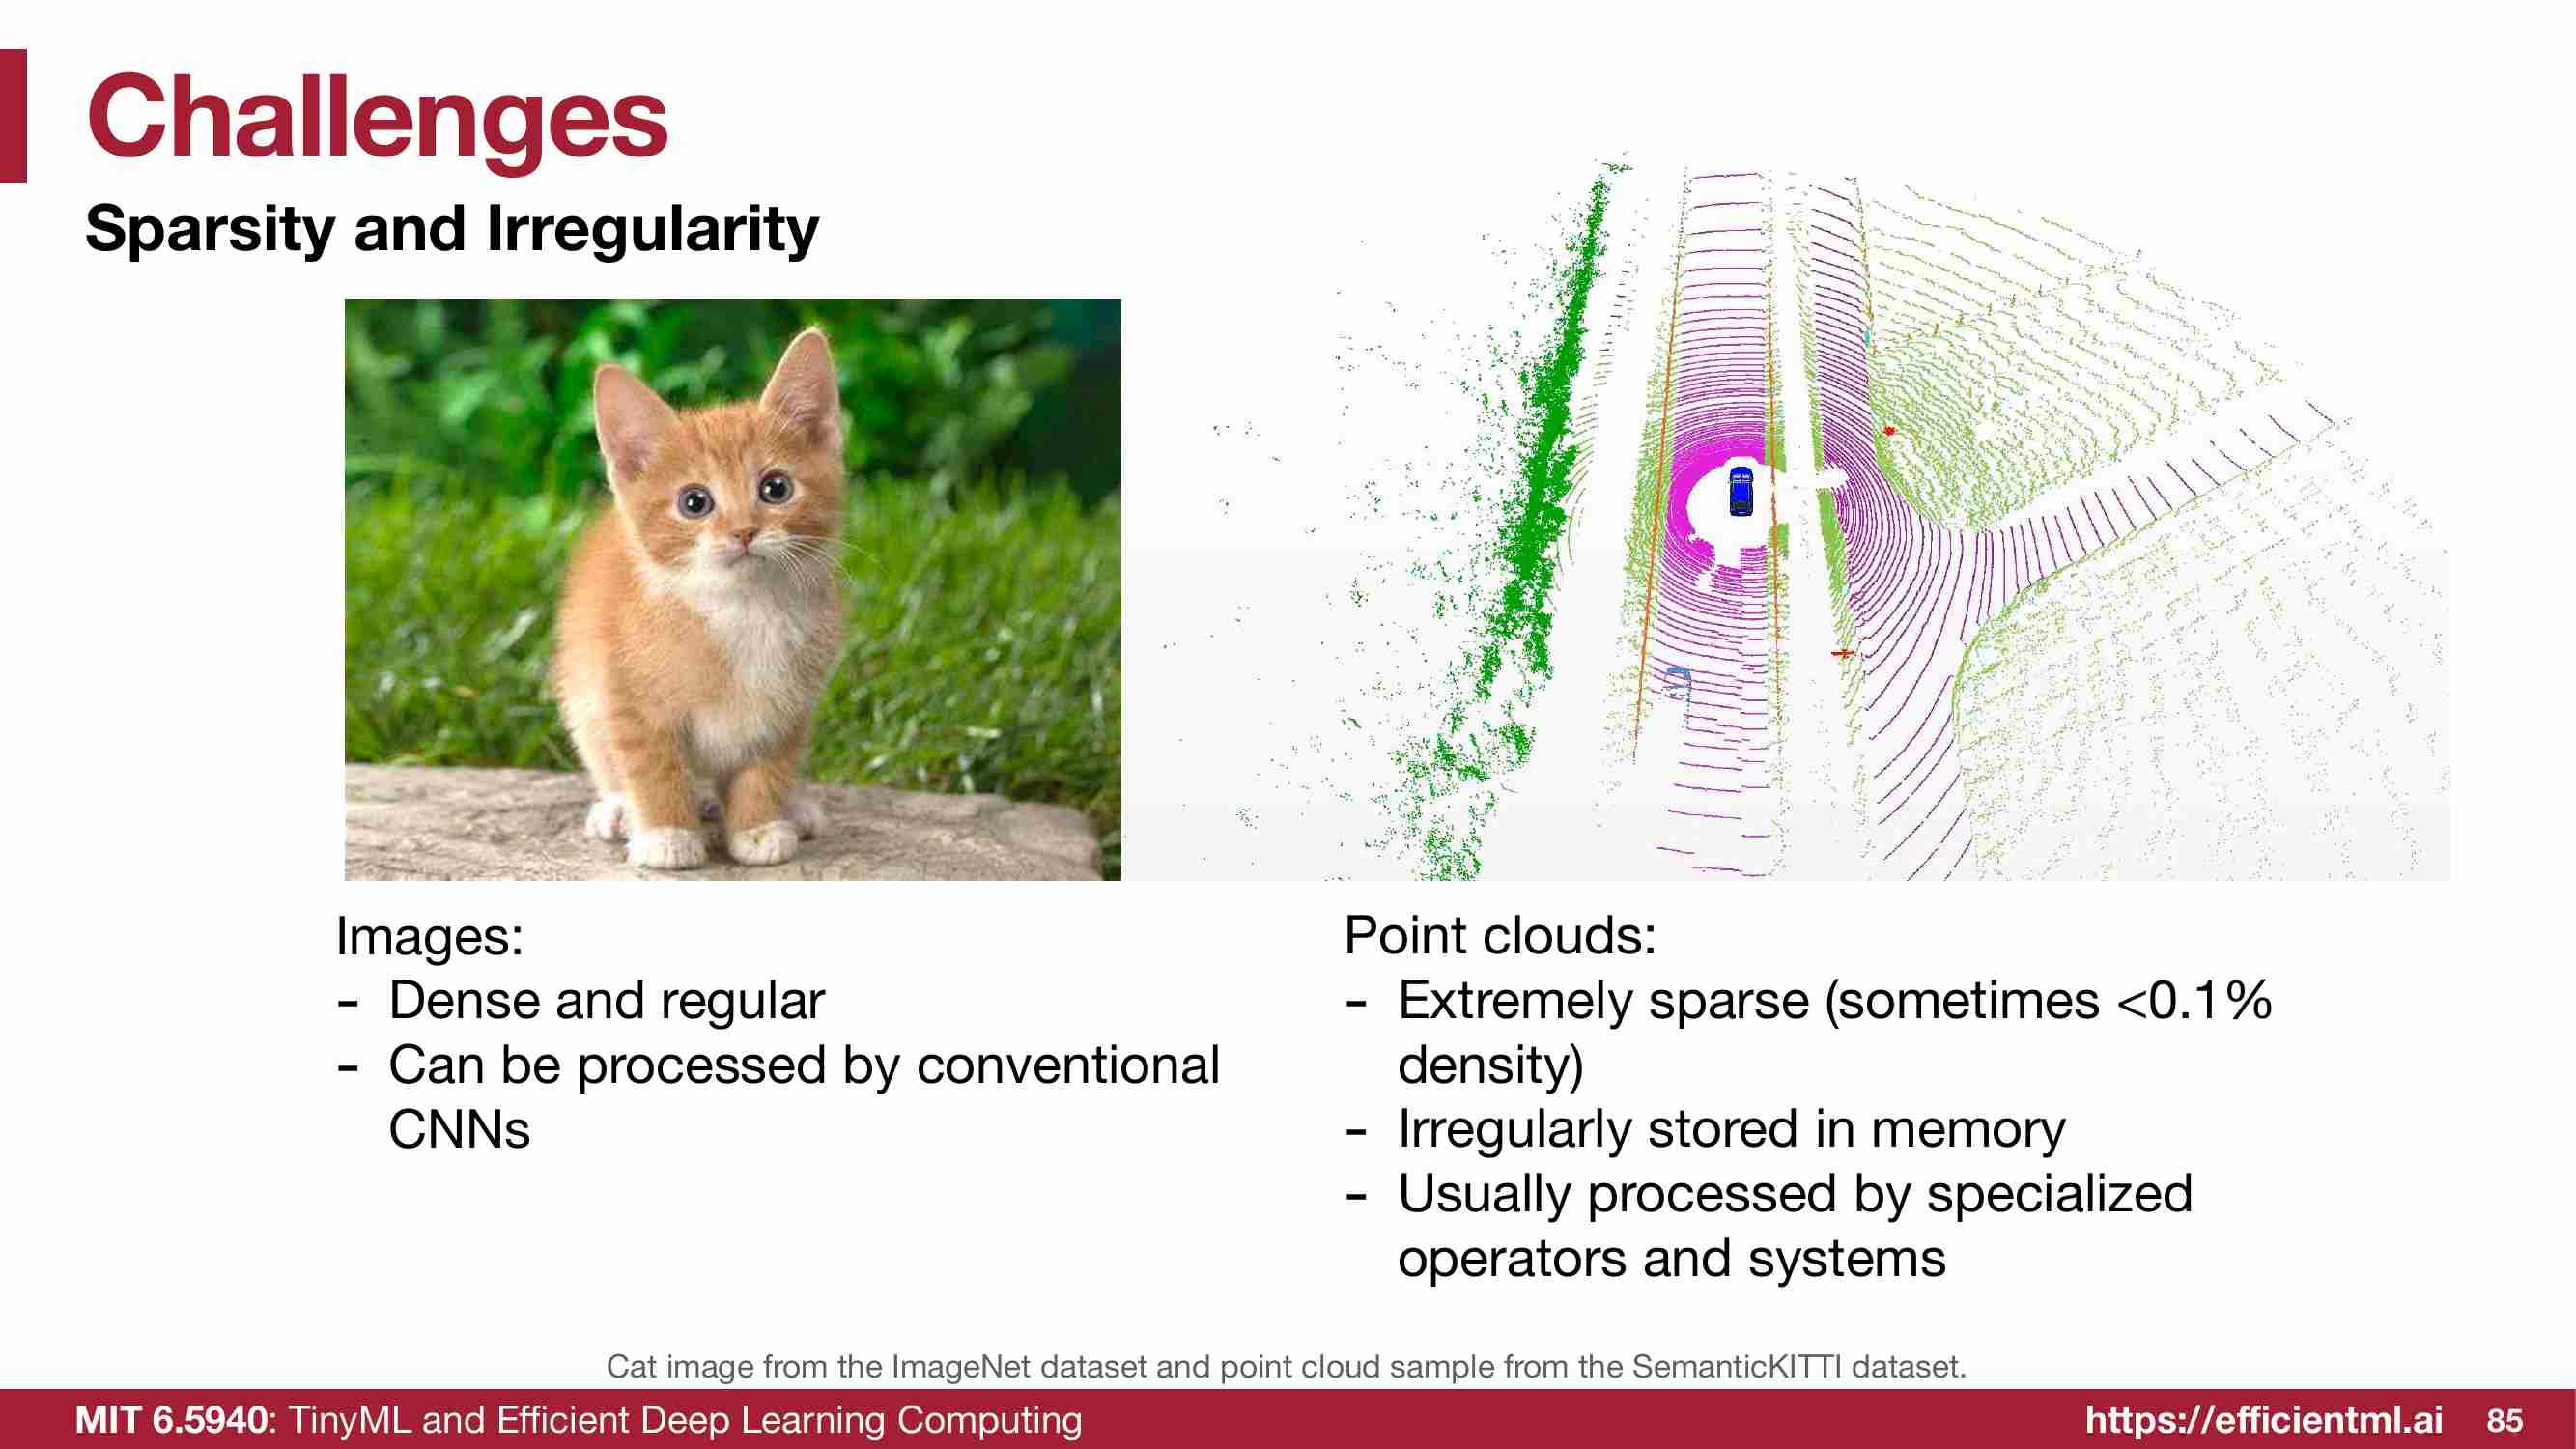 Challenges
Sparsity and Irregularity
Images:
- Dense and regular
- Can be processed by conventional
CNNs
Point clouds:
- Extremely sparse (sometimes <0.1%
density)
- Irregularly stored in memory
- Usually processed by specialized
operators and systems
Cat image from the ImageNet dataset and point cloud sample from the SemanticKITTI dataset.
MIT 6.5940: TinyML and Efficient Deep Learning Computing
https://efficientml.ai 85